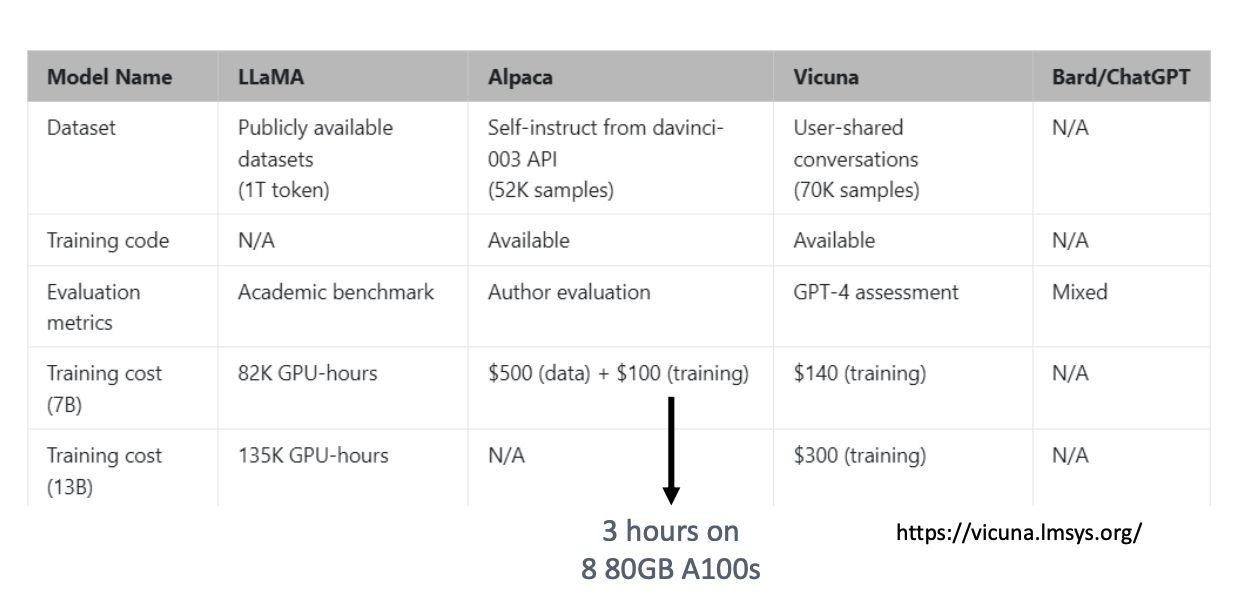 Model Name LLaMA Alpaca Vicuna Bard/ChatGPT
Dataset Publicly available Self-instruct from davinci- User-shared N/A
datasets 003 API conversations
(1T token) (52K samples) (70K samples)
Training code N/A Available Available N/A
Evaluation Academic benchmark Author evaluation GPT-4 assessment Mixed
metrics
Training cost 82K GPU-hours $500 (data) + $100 (training) $140 (training) N/A
(7B)
Training cost 135K GPU-hours N/A $300 (training) N/A
(13B)
3 hours on https://vicuna.lmsys.org/
8 80GB A100s